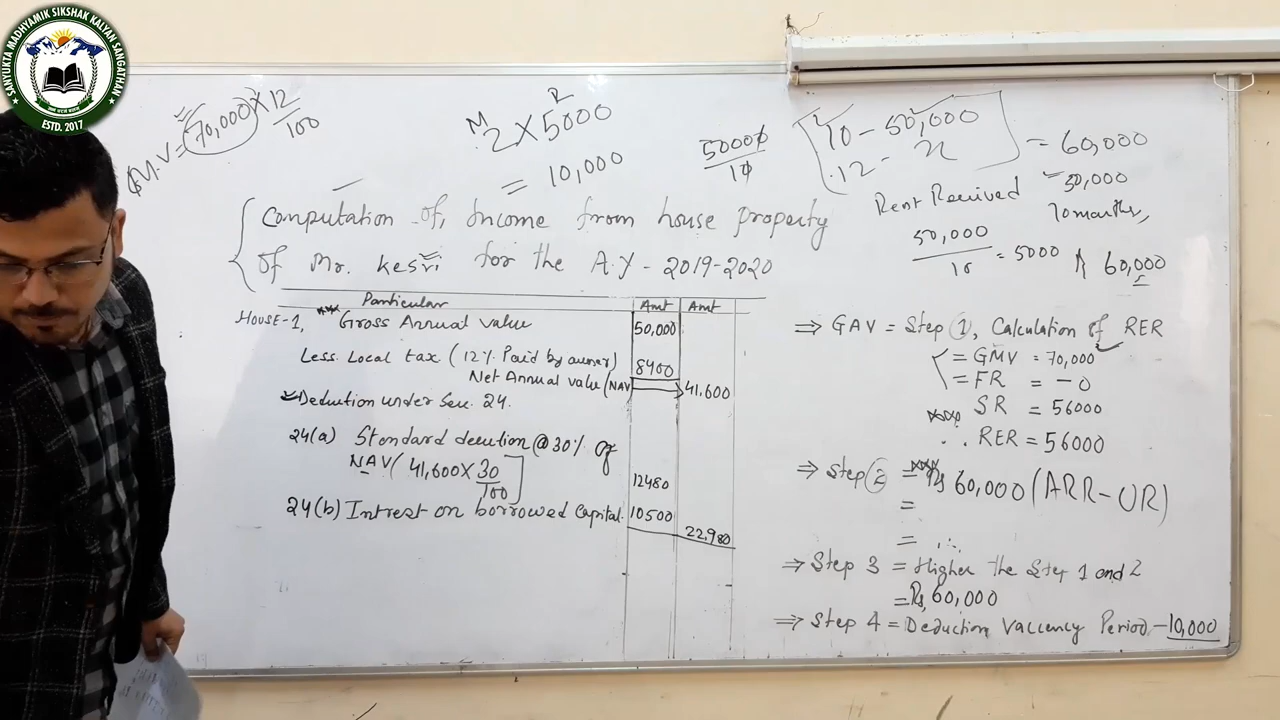 SANYUKTA MADHYAMIK SIKSHAK KALYAN SANGATHAN
ESTD. 2017
M.V = 70,000 × 12/100
M R
2 × 5000
= 10,000
50000/10
10 - 50,000
12 - x
= 60,000
Rent Received 50,000
10 months,
50,000/10 = 5000
60,000
Computation of, Income from house property
of Mr. Kesri for the A.Y - 2019-2020
Particular Amt Amt
House-1, Gross Annual value 50,000
Less. Local tax (12% Paid by owner) 8400
Net Annual value (NAV 41,600
Deduction under Sec. 24.
24(a) Standard decution @ 30% of
NAV (41,600 × 30/100] 12480
24(b) Intrest on borrowed Capital. 10500 22,980
⇒ GAV = Step 1, Calculation of RER
= GMV = 70,000
= FR = - 0
SR = 56000
∴ RER = 56000
⇒ Step 2 = Rs 60,000 (ARR-UR)
=
= ∴
⇒ Step 3 = Higher the Step 1 and 2
= Rs, 60,000
⇒ Step 4 = Deduction Vaccency Period - 10,000